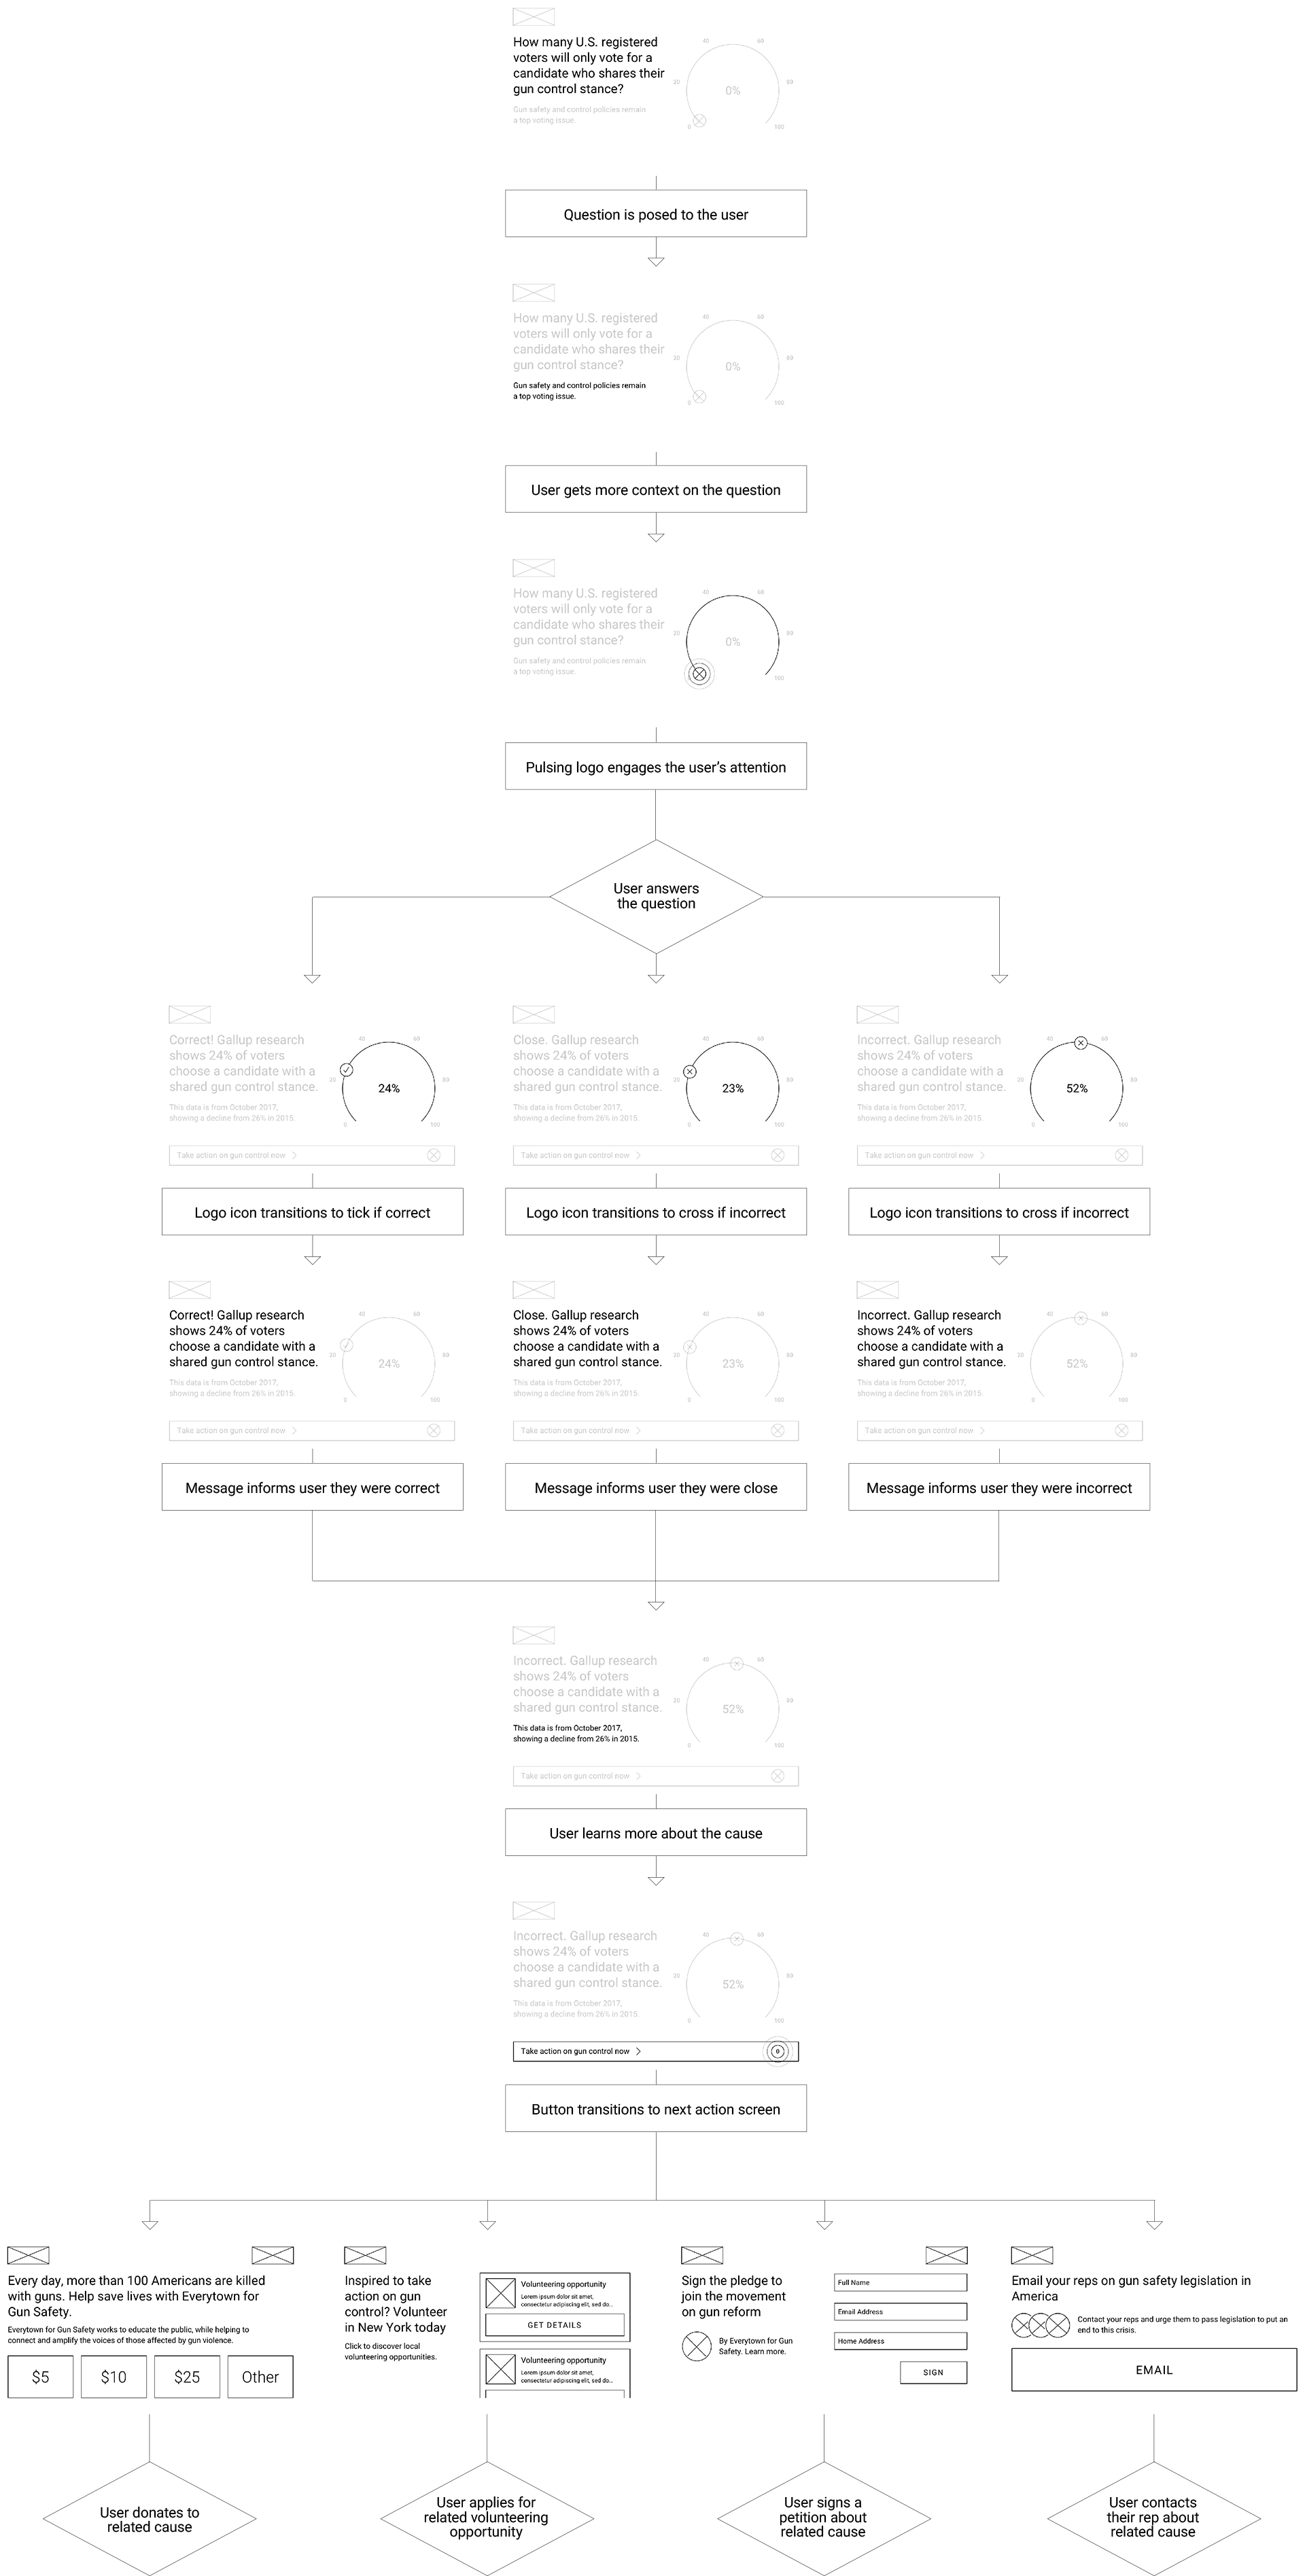 How many U.S. registered
voters will only vote for a
candidate who shares their
gun control stance?
Gun safety and control policies remain
a top voting issue.
0
20
40
60
80
100
0%
Question is posed to the user
How many U.S. registered
voters will only vote for a
candidate who shares their
gun control stance?
Gun safety and control policies remain
a top voting issue.
0
20
40
60
80
100
0%
User gets more context on the question
How many U.S. registered
voters will only vote for a
candidate who shares their
gun control stance?
Gun safety and control policies remain
a top voting issue.
20
40
60
80
100
0%
Pulsing logo engages the user’s attention
User answers
the question
Correct! Gallup research
shows 24% of voters
choose a candidate with a
shared gun control stance.
This data is from October 2017,
showing a decline from 26% in 2015.
0
20
40
60
80
100
24%
Take action on gun control now
Logo icon transitions to tick if correct
Close. Gallup research
shows 24% of voters
choose a candidate with a
shared gun control stance.
This data is from October 2017,
showing a decline from 26% in 2015.
0
20
40
60
80
100
23%
Take action on gun control now
Logo icon transitions to cross if incorrect
Incorrect. Gallup research
shows 24% of voters
choose a candidate with a
shared gun control stance.
This data is from October 2017,
showing a decline from 26% in 2015.
0
20
40
60
80
100
52%
Take action on gun control now
Logo icon transitions to cross if incorrect
Correct! Gallup research
shows 24% of voters
choose a candidate with a
shared gun control stance.
This data is from October 2017,
showing a decline from 26% in 2015.
0
20
40
60
80
100
24%
Take action on gun control now
Message informs user they were correct
Close. Gallup research
shows 24% of voters
choose a candidate with a
shared gun control stance.
This data is from October 2017,
showing a decline from 26% in 2015.
0
20
40
60
80
100
23%
Take action on gun control now
Message informs user they were close
Incorrect. Gallup research
shows 24% of voters
choose a candidate with a
shared gun control stance.
This data is from October 2017,
showing a decline from 26% in 2015.
0
20
40
60
80
100
52%
Take action on gun control now
Message informs user they were incorrect
Incorrect. Gallup research
shows 24% of voters
choose a candidate with a
shared gun control stance.
This data is from October 2017,
showing a decline from 26% in 2015.
0
20
40
60
80
100
52%
Take action on gun control now
User learns more about the cause
Incorrect. Gallup research
shows 24% of voters
choose a candidate with a
shared gun control stance.
This data is from October 2017,
showing a decline from 26% in 2015.
0
20
40
60
80
100
52%
Take action on gun control now
Button transitions to next action screen
Every day, more than 100 Americans are killed
with guns. Help save lives with Everytown for
Gun Safety.
Everytown for Gun Safety works to educate the public, while helping to
connect and amplify the voices of those affected by gun violence.
$5
$10
$25
Other
Inspired to take
action on gun
control? Volunteer
in New York today
Click to discover local
volunteering opportunities.
Volunteering opportunity
Lorem ipsum dolor sit amet,
consectetur adipiscing elit, sed do...
GET DETAILS
Volunteering opportunity
Lorem ipsum dolor sit amet,
consectetur adipiscing elit, sed do...
Sign the pledge to
join the movement
on gun reform
By Everytown for Gun
Safety. Learn more.
Full Name
Email Address
Home Address
SIGN
Email your reps on gun safety legislation in
America
Contact your reps and urge them to pass legislation to put an
end to this crisis.
EMAIL
User donates to
related cause
User applies for
related volunteering
opportunity
User signs a
petition about
related cause
User contacts
their rep about
related cause